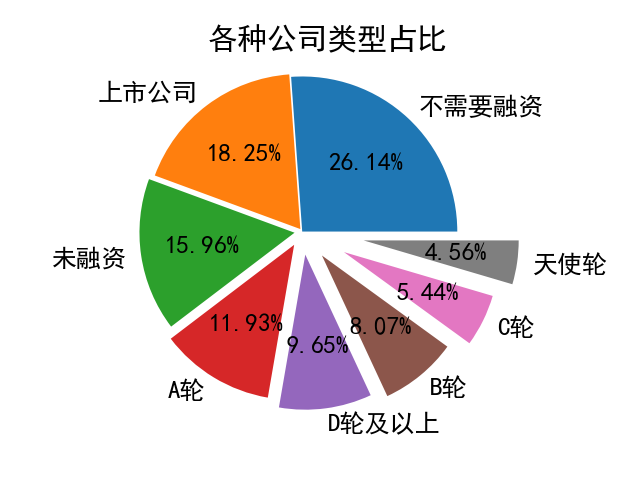 各种公司类型占比
不需要融资
26.14%
上市公司
18.25%
未融资
15.96%
A轮
11.93%
D轮及以上
9.65%
B轮
8.07%
C轮
5.44%
天使轮
4.56%